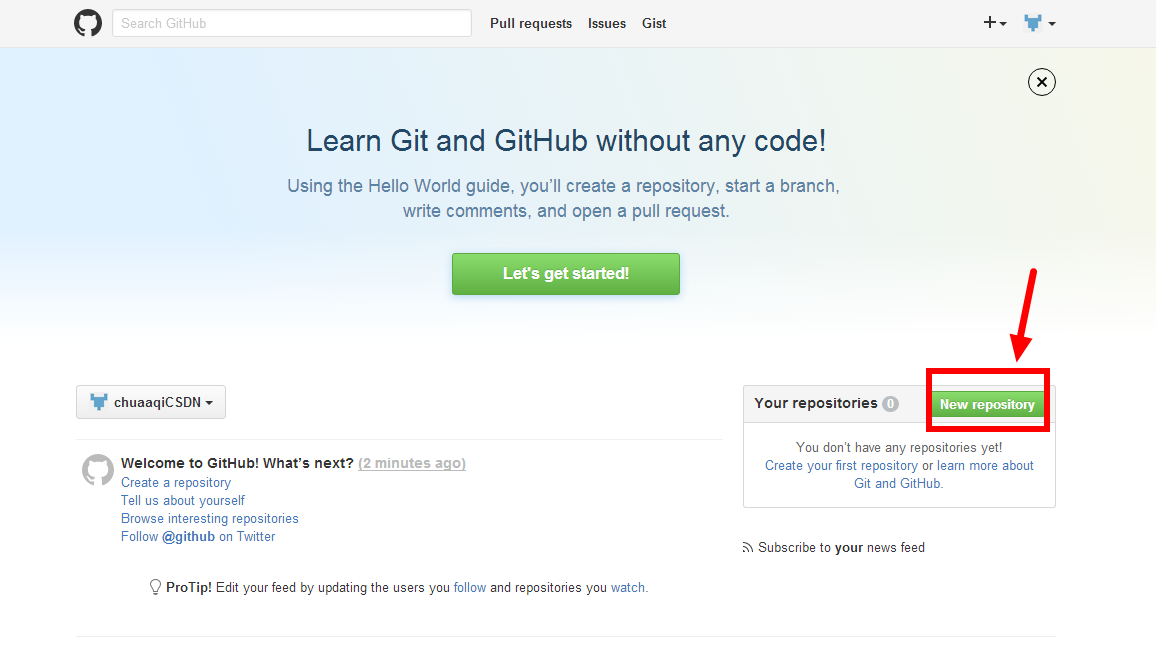 Search GitHub
Pull requests
Issues
Gist
Learn Git and GitHub without any code!
Using the Hello World guide, you’ll create a repository, start a branch,
write comments, and open a pull request.
Let's get started!
chuaaqiCSDN
Your repositories 0
New repository
You don’t have any repositories yet!
Create your first repository or learn more about
Git and GitHub.
Welcome to GitHub! What’s next? (2 minutes ago)
Create a repository
Tell us about yourself
Browse interesting repositories
Follow @github on Twitter
Subscribe to your news feed
ProTip! Edit your feed by updating the users you follow and repositories you watch.